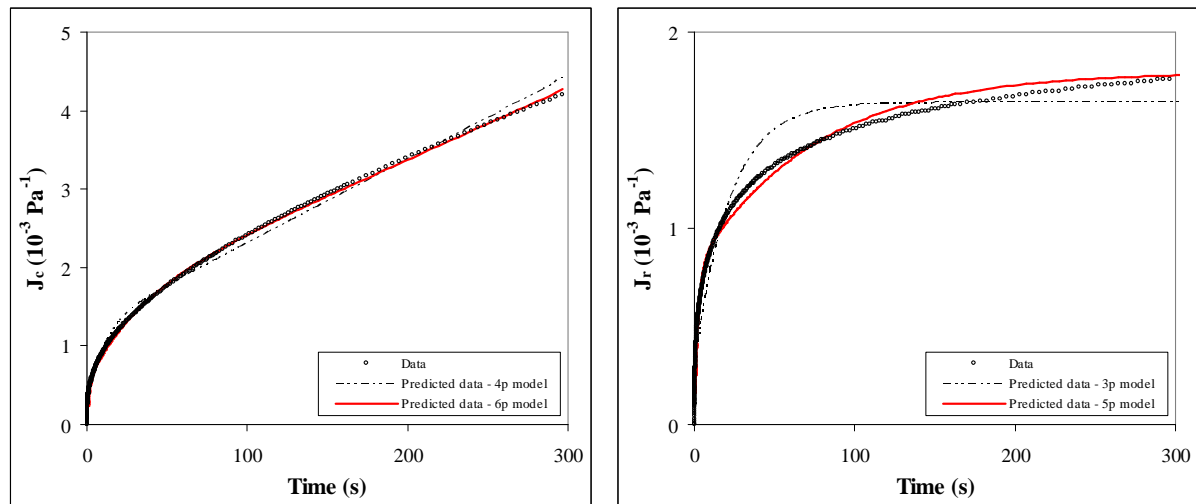 5
4
3
2
1
0
J_c (10^-3 Pa^-1)
Data
Predicted data - 4p model
Predicted data - 6p model
0 100 200 300
Time (s)
2
1
0
J_r (10^-3 Pa^-1)
Data
Predicted data - 3p model
Predicted data - 5p model
0 100 200 300
Time (s)